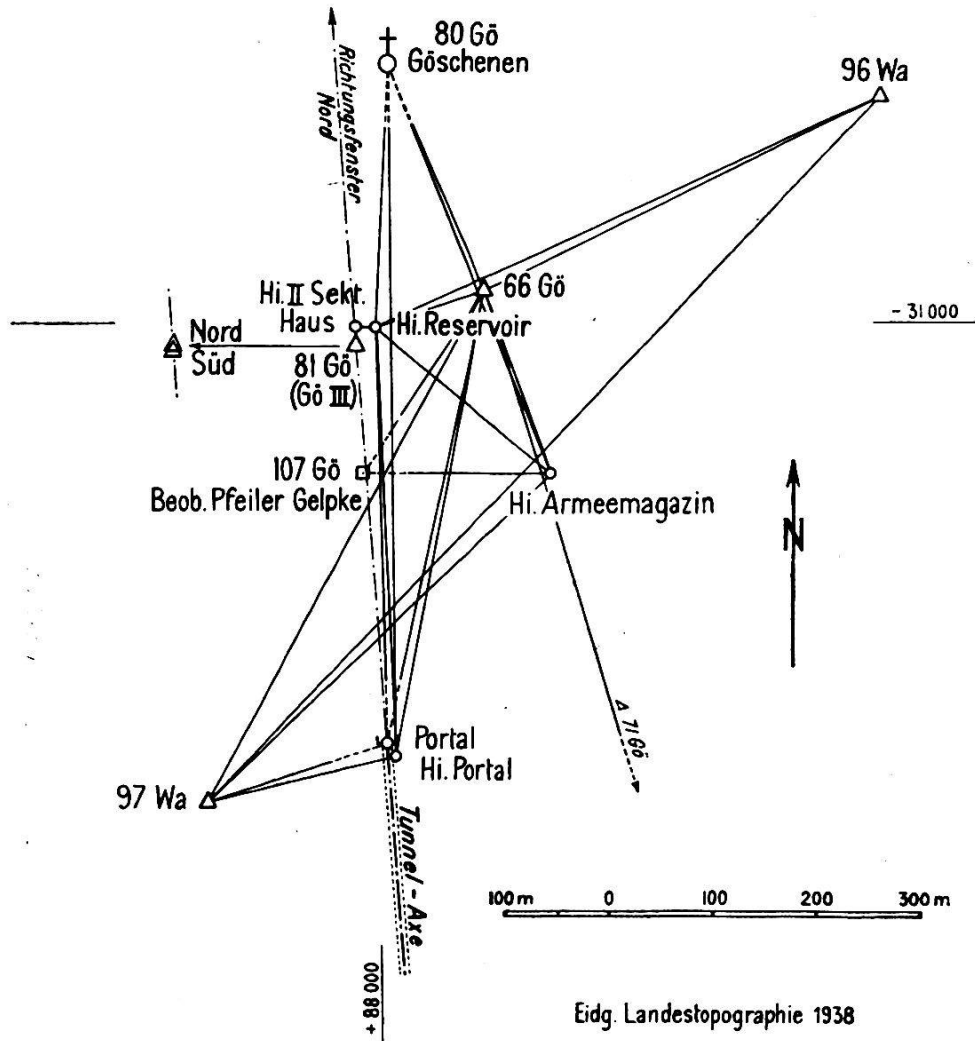 80 Gö
Göschenen
96 Wa
Richtungsfenster
Nord
66 Gö
Hi. II Sekt.
Haus
Hi. Reservoir
- 31 000
Nord
Süd
81 Gö
(Gö III)
107 Gö
Beob. Pfeiler Gelpke
Hi. Armeemagazin
N
Δ 71 Gö
Portal
Hi. Portal
97 Wa
Tunnel - Axe
100 m 0 100 200 300 m
+ 88 000
Eidg. Landestopographie 1938